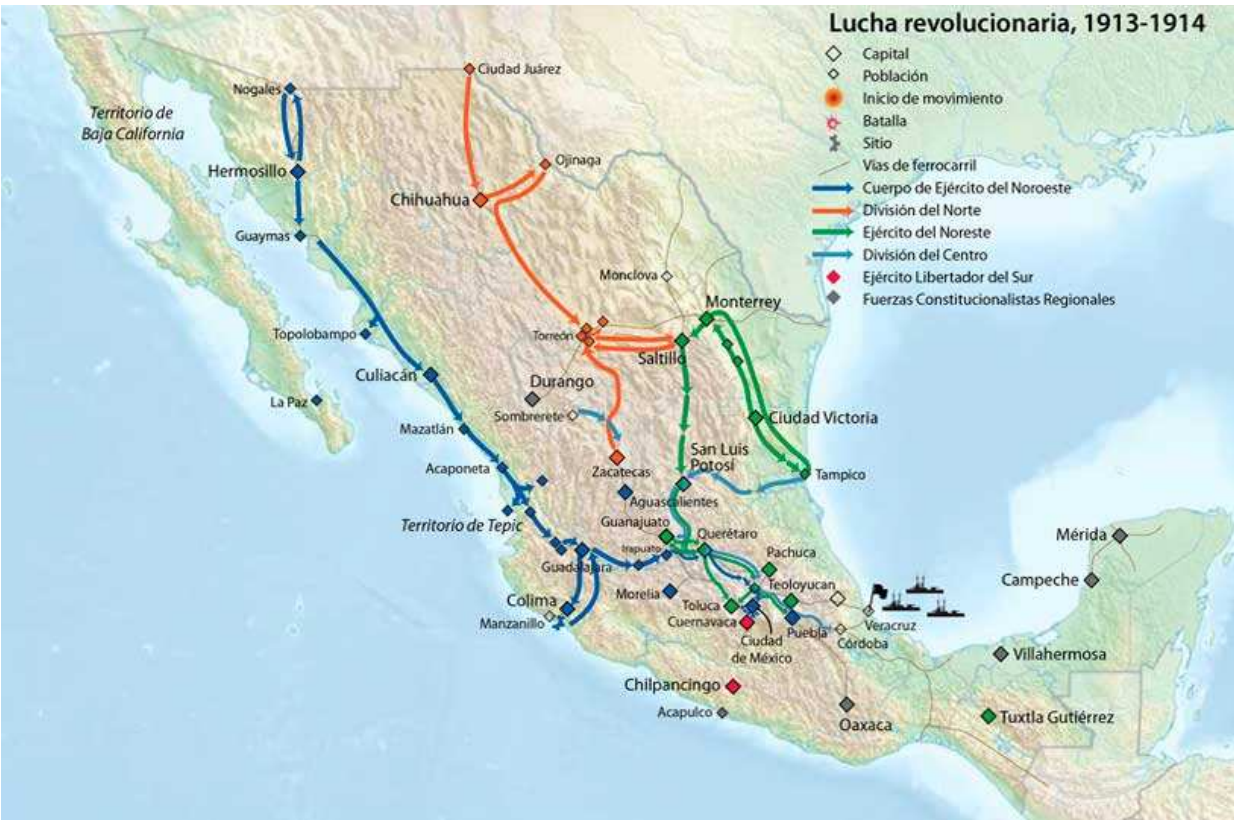 Lucha revolucionaria, 1913-1914
Capital
Población
Inicio de movimiento
Batalla
Sitio
Vías de ferrocarril
Cuerpo de Ejército del Noroeste
División del Norte
Ejército del Noreste
División del Centro
Ejército Libertador del Sur
Fuerzas Constitucionalistas Regionales
Ciudad Juárez
Nogales
Territorio de
Baja California
Ojinaga
Hermosillo
Chihuahua
Guaymas
Monclova
Monterrey
Topolobampo
Torreón
Saltillo
Culiacán
Durango
La Paz
Sombrerete
Ciudad Victoria
Mazatlán
Acaponeta
San Luis
Potosí
Zacatecas
Tampico
Aguascalientes
Territorio de Tepic
Guanajuato
Querétaro
Irapuato
Mérida
Guadalajara
Pachuca
Campeche
Teoloyucan
Morelia
Colima
Toluca
Manzanillo
Cuernavaca
Puebla
Veracruz
Ciudad
de México
Córdoba
Villahermosa
Chilpancingo
Acapulco
Oaxaca
Tuxtla Gutiérrez